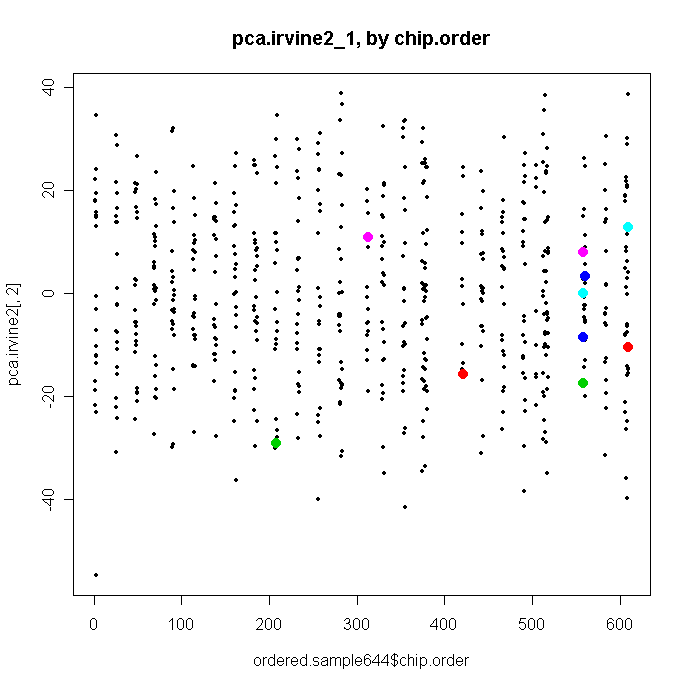 pca.irvine2_1, by chip.order
40
20
0
-20
-40
pca.irvine2[, 2]
0 100 200 300 400 500 600
ordered.sample644$chip.order